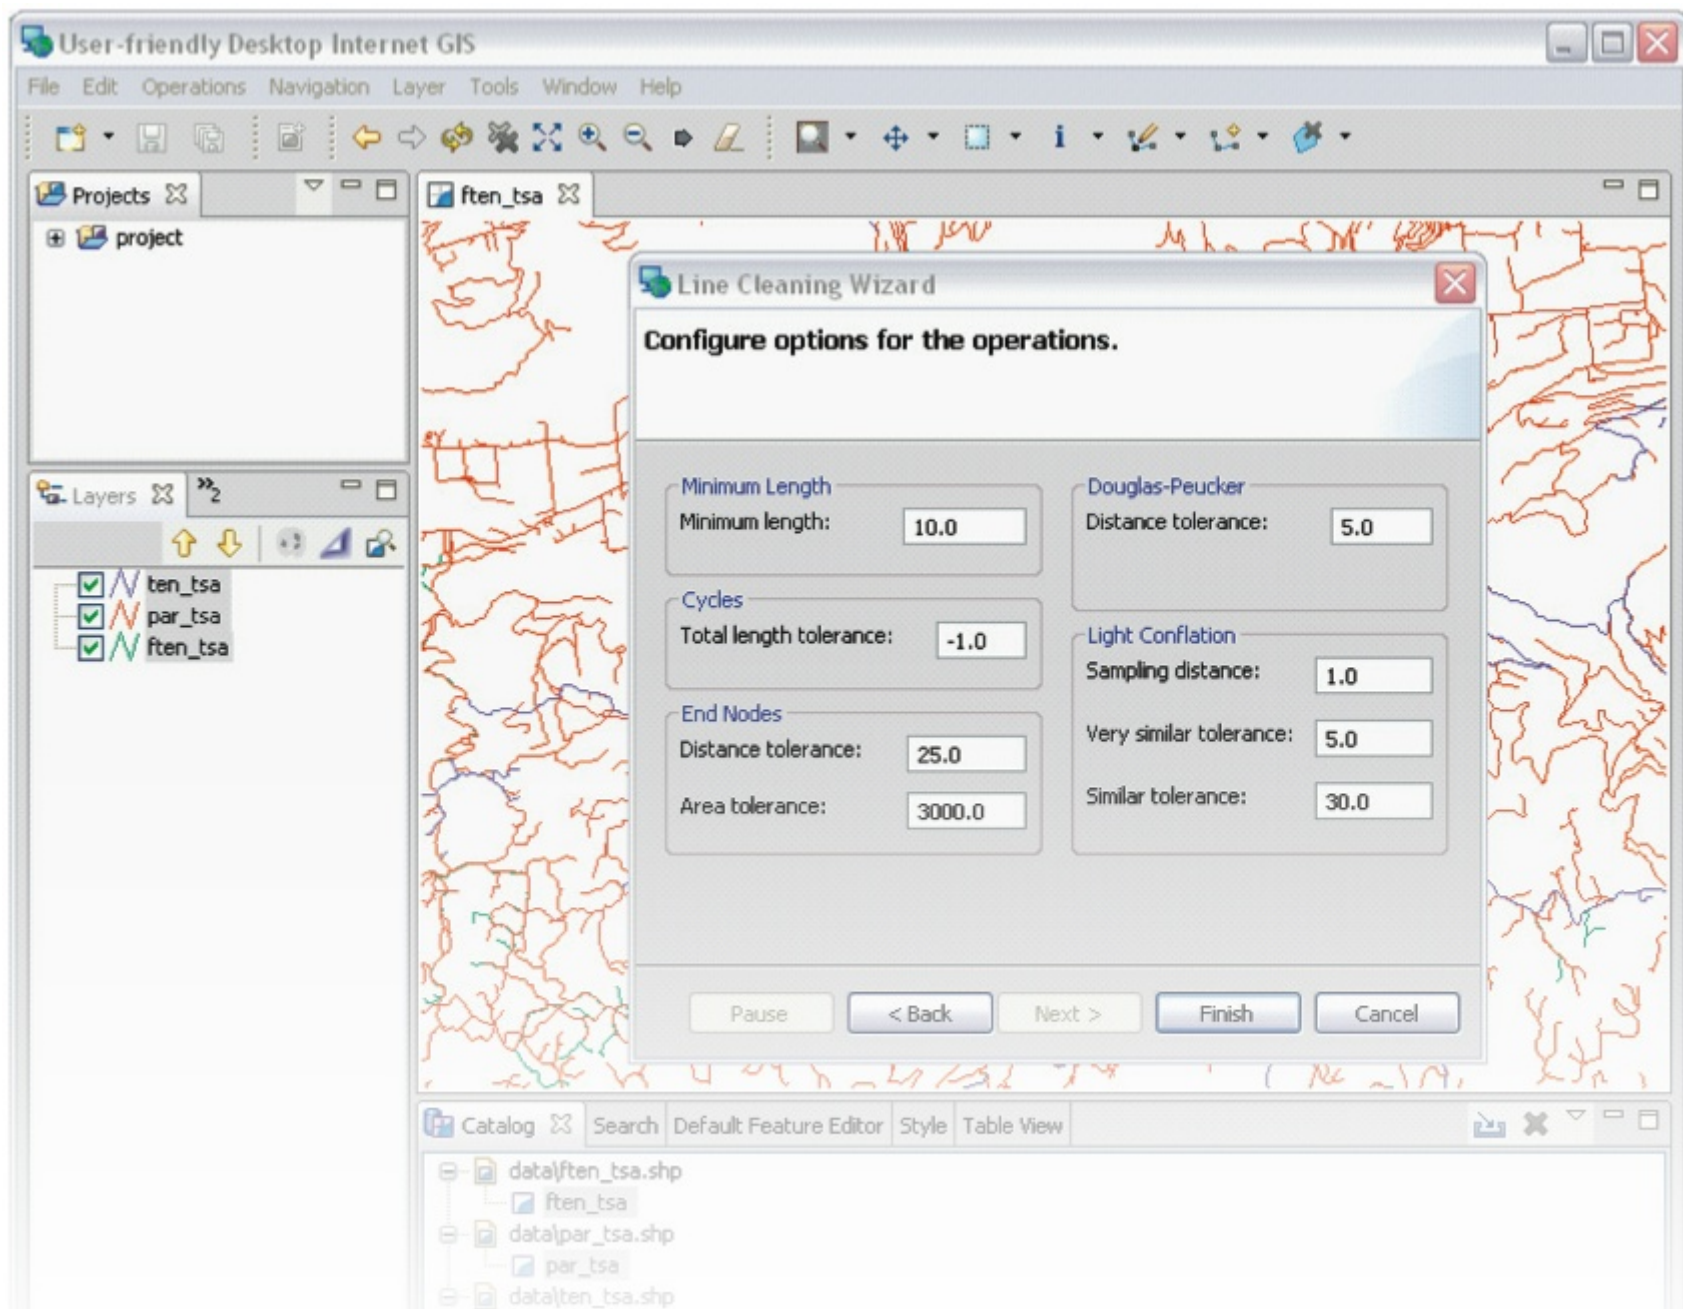 User-friendly Desktop Internet GIS
File Edit Operations Navigation Layer Tools Window Help
Projects
project
ften_tsa
Line Cleaning Wizard
Configure options for the operations.
Minimum Length
Minimum length: 10.0
Cycles
Total length tolerance: -1.0
End Nodes
Distance tolerance: 25.0
Area tolerance: 3000.0
Douglas-Peucker
Distance tolerance: 5.0
Light Conflation
Sampling distance: 1.0
Very similar tolerance: 5.0
Similar tolerance: 30.0
Pause < Back Next > Finish Cancel
Layers »2
ten_tsa
par_tsa
ften_tsa
Catalog Search Default Feature Editor Style Table View
data\ften_tsa.shp
ften_tsa
data\par_tsa.shp
par_tsa
data\ten_tsa.shp